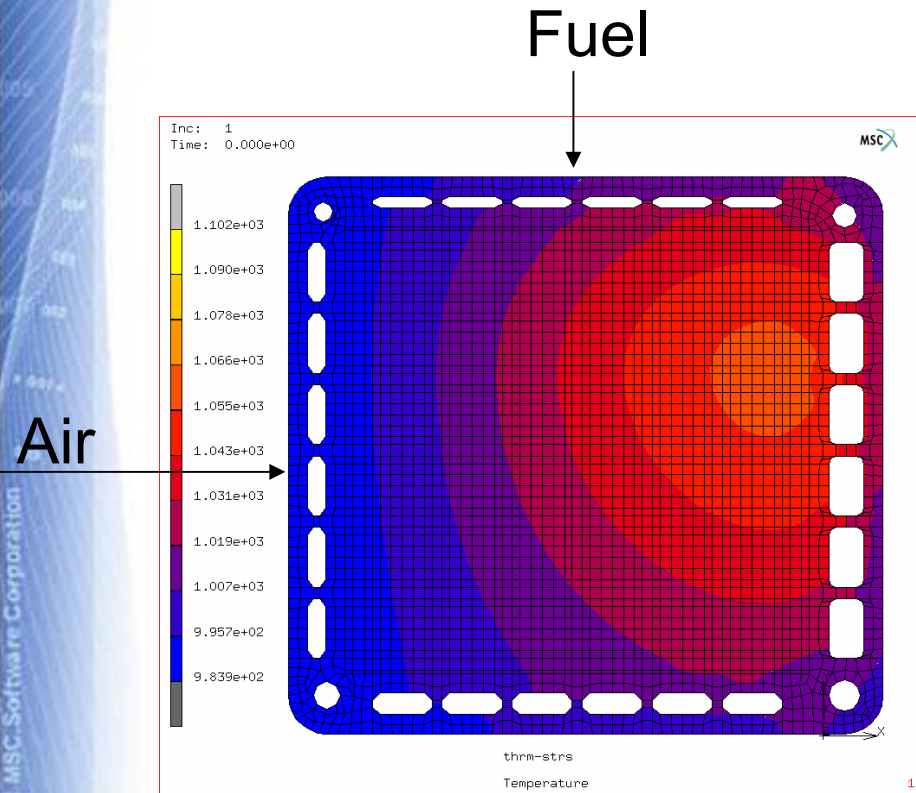 Fuel
Inc: 1
Time: 0.000e+00
MSC
1.102e+03
1.090e+03
1.078e+03
1.066e+03
1.055e+03
1.043e+03
1.031e+03
1.019e+03
1.007e+03
9.957e+02
9.839e+02
Air
X
thrm-strs
Temperature
1
MSC.Software Corporation